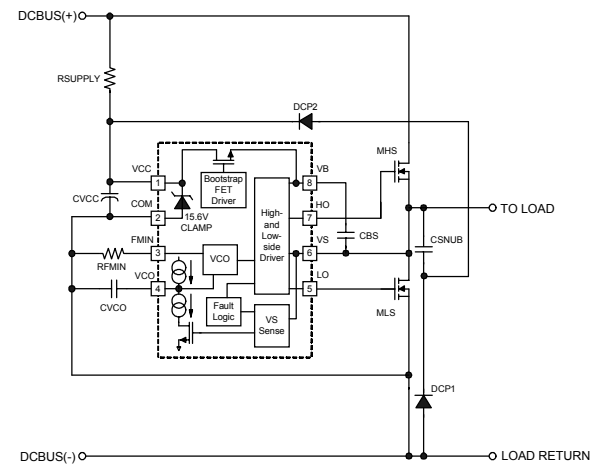 DCBUS(+)
RSUPPLY
DCP2
MHS
VCC
VB
1
8
Bootstrap
FET
Driver
CVCC
COM
HO
TO LOAD
2
15.6V
CLAMP
High-
and
Low-
side
Driver
7
CBS
CSNUB
FMIN
VS
3
VCO
6
RFMIN
VCO
LO
4
5
CVCO
Fault
Logic
VS
Sense
MLS
DCP1
DCBUS(-)
LOAD RETURN